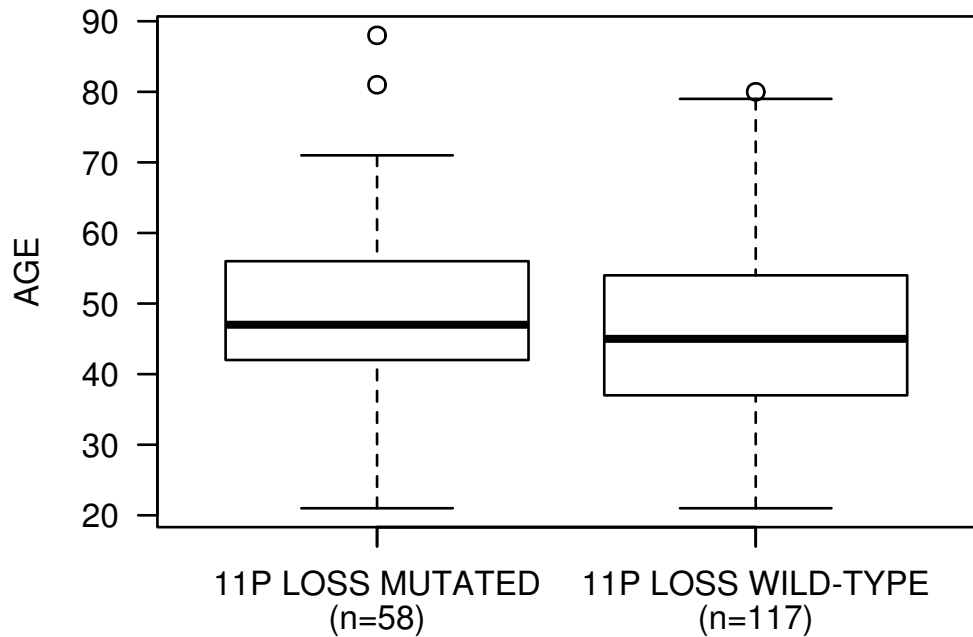 AGE
90
80
70
60
50
40
30
20
11P LOSS MUTATED
(n=58)
11P LOSS WILD-TYPE
(n=117)